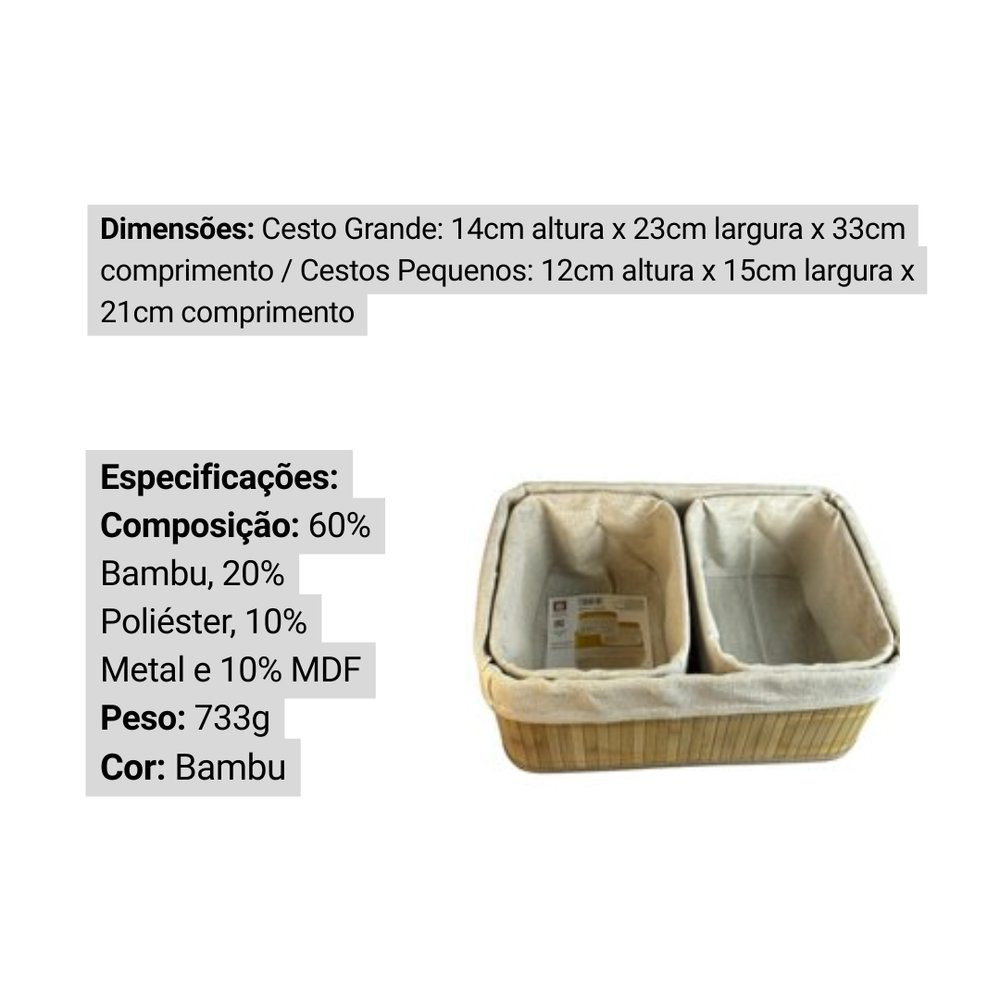 Dimensões: Cesto Grande: 14cm altura x 23cm largura x 33cm
comprimento / Cestos Pequenos: 12cm altura x 15cm largura x
21cm comprimento
Especificações:
Composição: 60%
Bambu, 20%
Poliéster, 10%
Metal e 10% MDF
Peso: 733g
Cor: Bambu